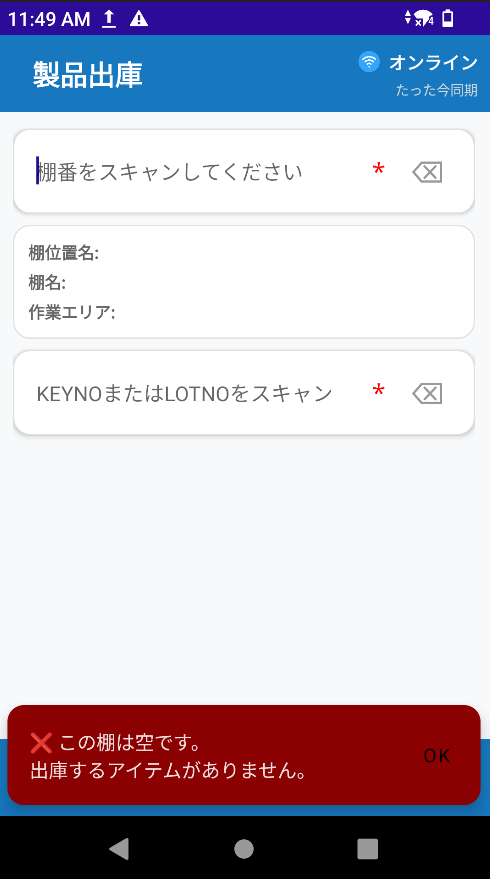 11:49 AM
製品出庫
オンライン
たった今同期
棚番をスキャンしてください *
棚位置名:
棚名:
作業エリア:
KEYNOまたはLOTNOをスキャン *
❌ この棚は空です。
出庫するアイテムがありません。
OK